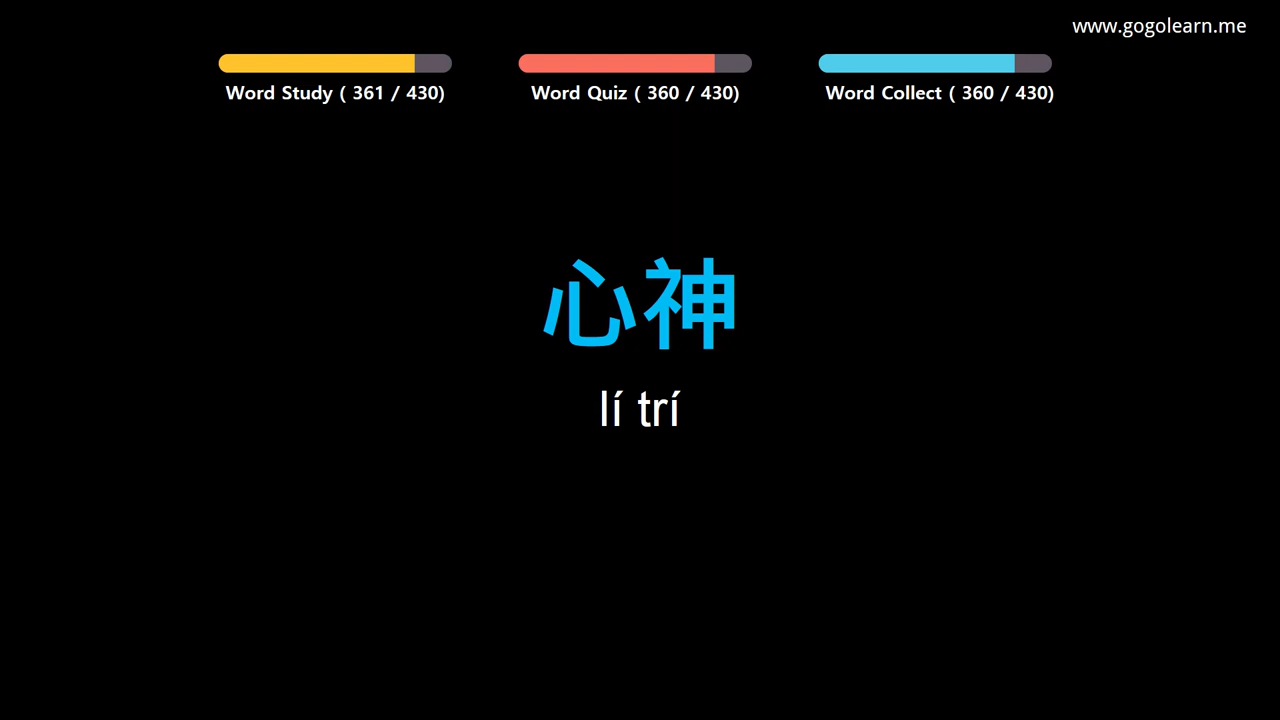 www.gogolearn.me
Word Study ( 361 / 430)
Word Quiz ( 360 / 430)
Word Collect ( 360 / 430)
心神
lí trí